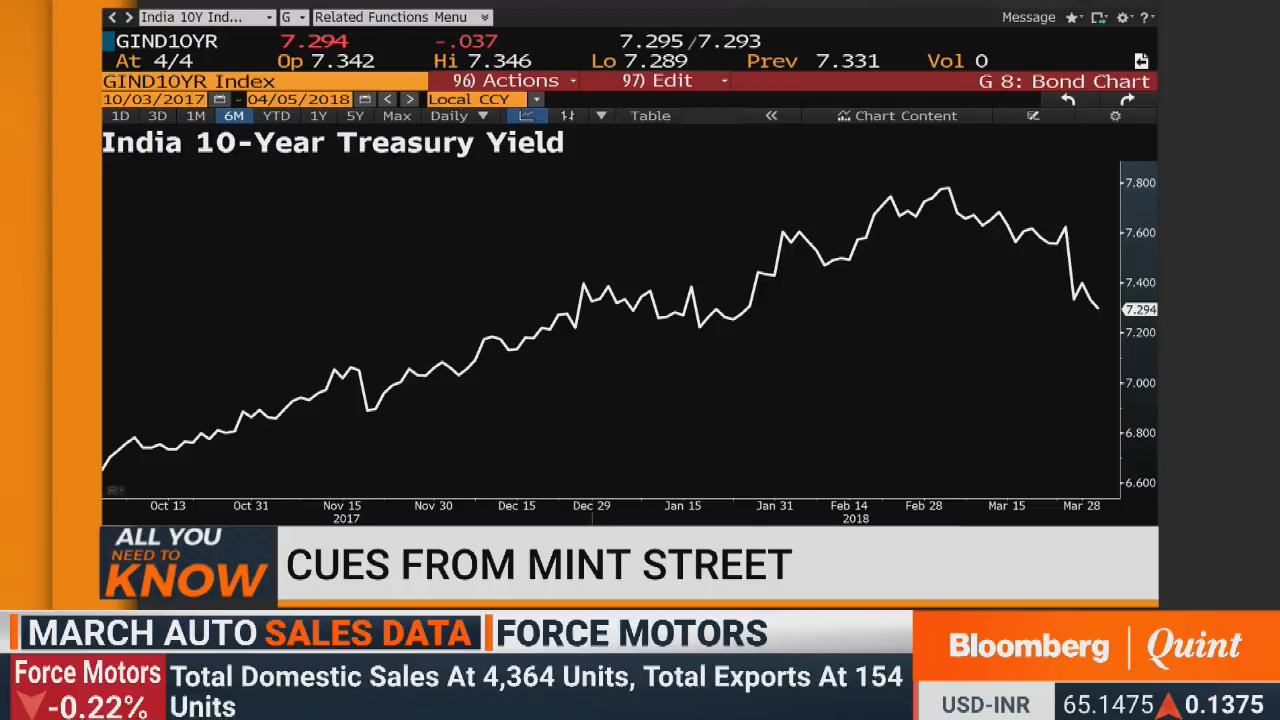 India 10Y Ind... G Related Functions Menu Message
GIND10YR 7.294 -.037 7.295/7.293
At 4/4 Op 7.342 Hi 7.346 Lo 7.289 Prev 7.331 Vol 0
GIND10YR Index 96) Actions 97) Edit G 8: Bond Chart
10/03/2017 - 04/05/2018 Local CCY
1D 3D 1M 6M YTD 1Y 5Y Max Daily Table Chart Content
India 10-Year Treasury Yield
7.800
7.600
7.400
7.294
7.200
7.000
6.800
6.600
Oct 13 Oct 31 Nov 15 Nov 30 Dec 15 Dec 29 Jan 15 Jan 31 Feb 14 Feb 28 Mar 15 Mar 28
2017 2018
ALL YOU
NEED TO
KNOW
CUES FROM MINT STREET
MARCH AUTO SALES DATA FORCE MOTORS
Force Motors
-0.22%
Total Domestic Sales At 4,364 Units, Total Exports At 154
Units
Bloomberg | Quint
USD-INR 65.1475 0.1375